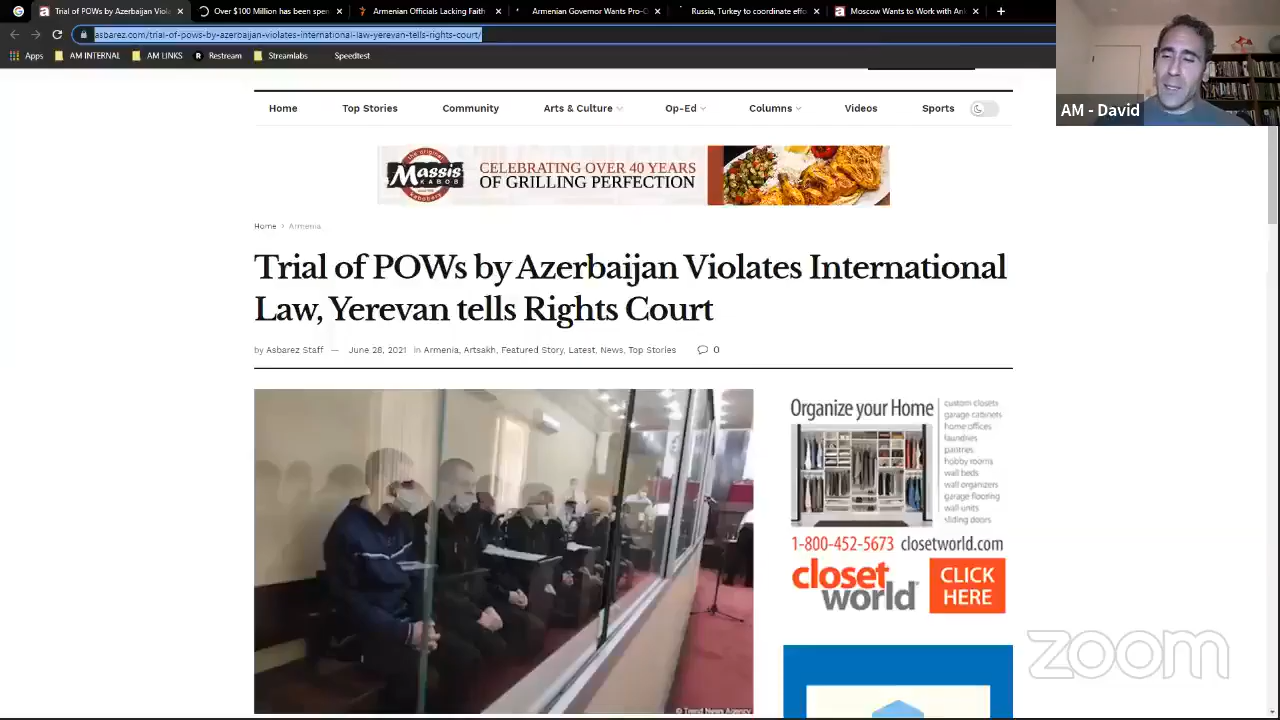 Trial of POWs by Azerbaijan Viola
Over $100 million has been spen
Armenian Officials Lacking Faith
Armenian Governor Wants Pro-C
Russia, Turkey to coordinate effo
Moscow Wants to Work with Ank
asbarez.com/trial-of-pows-by-azerbaijan-violates-international-law-yerevan-tells-rights-court/
Apps
AM INTERNAL
AM LINKS
Restream
Streamlabs
Speedtest
AM - David
Home
Top Stories
Community
Arts & Culture
Op-Ed
Columns
Videos
Sports
the original
Massis
KABOB
CELEBRATING OVER 40 YEARS
OF GRILLING PERFECTION
Home > Armenia
Trial of POWs by Azerbaijan Violates International
Law, Yerevan tells Rights Court
by Asbarez Staff — June 28, 2021 in Armenia, Artsakh, Featured Story, Latest, News, Top Stories 0
Organize your Home
custom closets
garage cabinets
home offices
laundries
pantries
hobby rooms
wall beds
wall organizers
garage flooring
wall units
sliding doors
1-800-452-5673 closetworld.com
closet
world
CLICK
HERE
© Trend News Agency
zoom